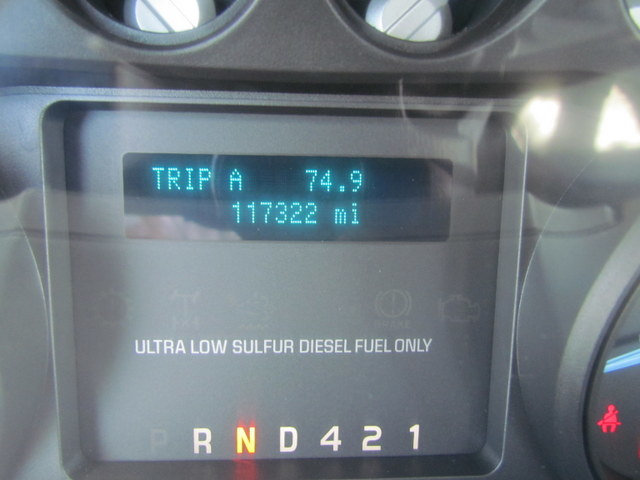 TRIP A 74.9
117322 mi
ULTRA LOW SULFUR DIESEL FUEL ONLY
P R N D 4 2 1